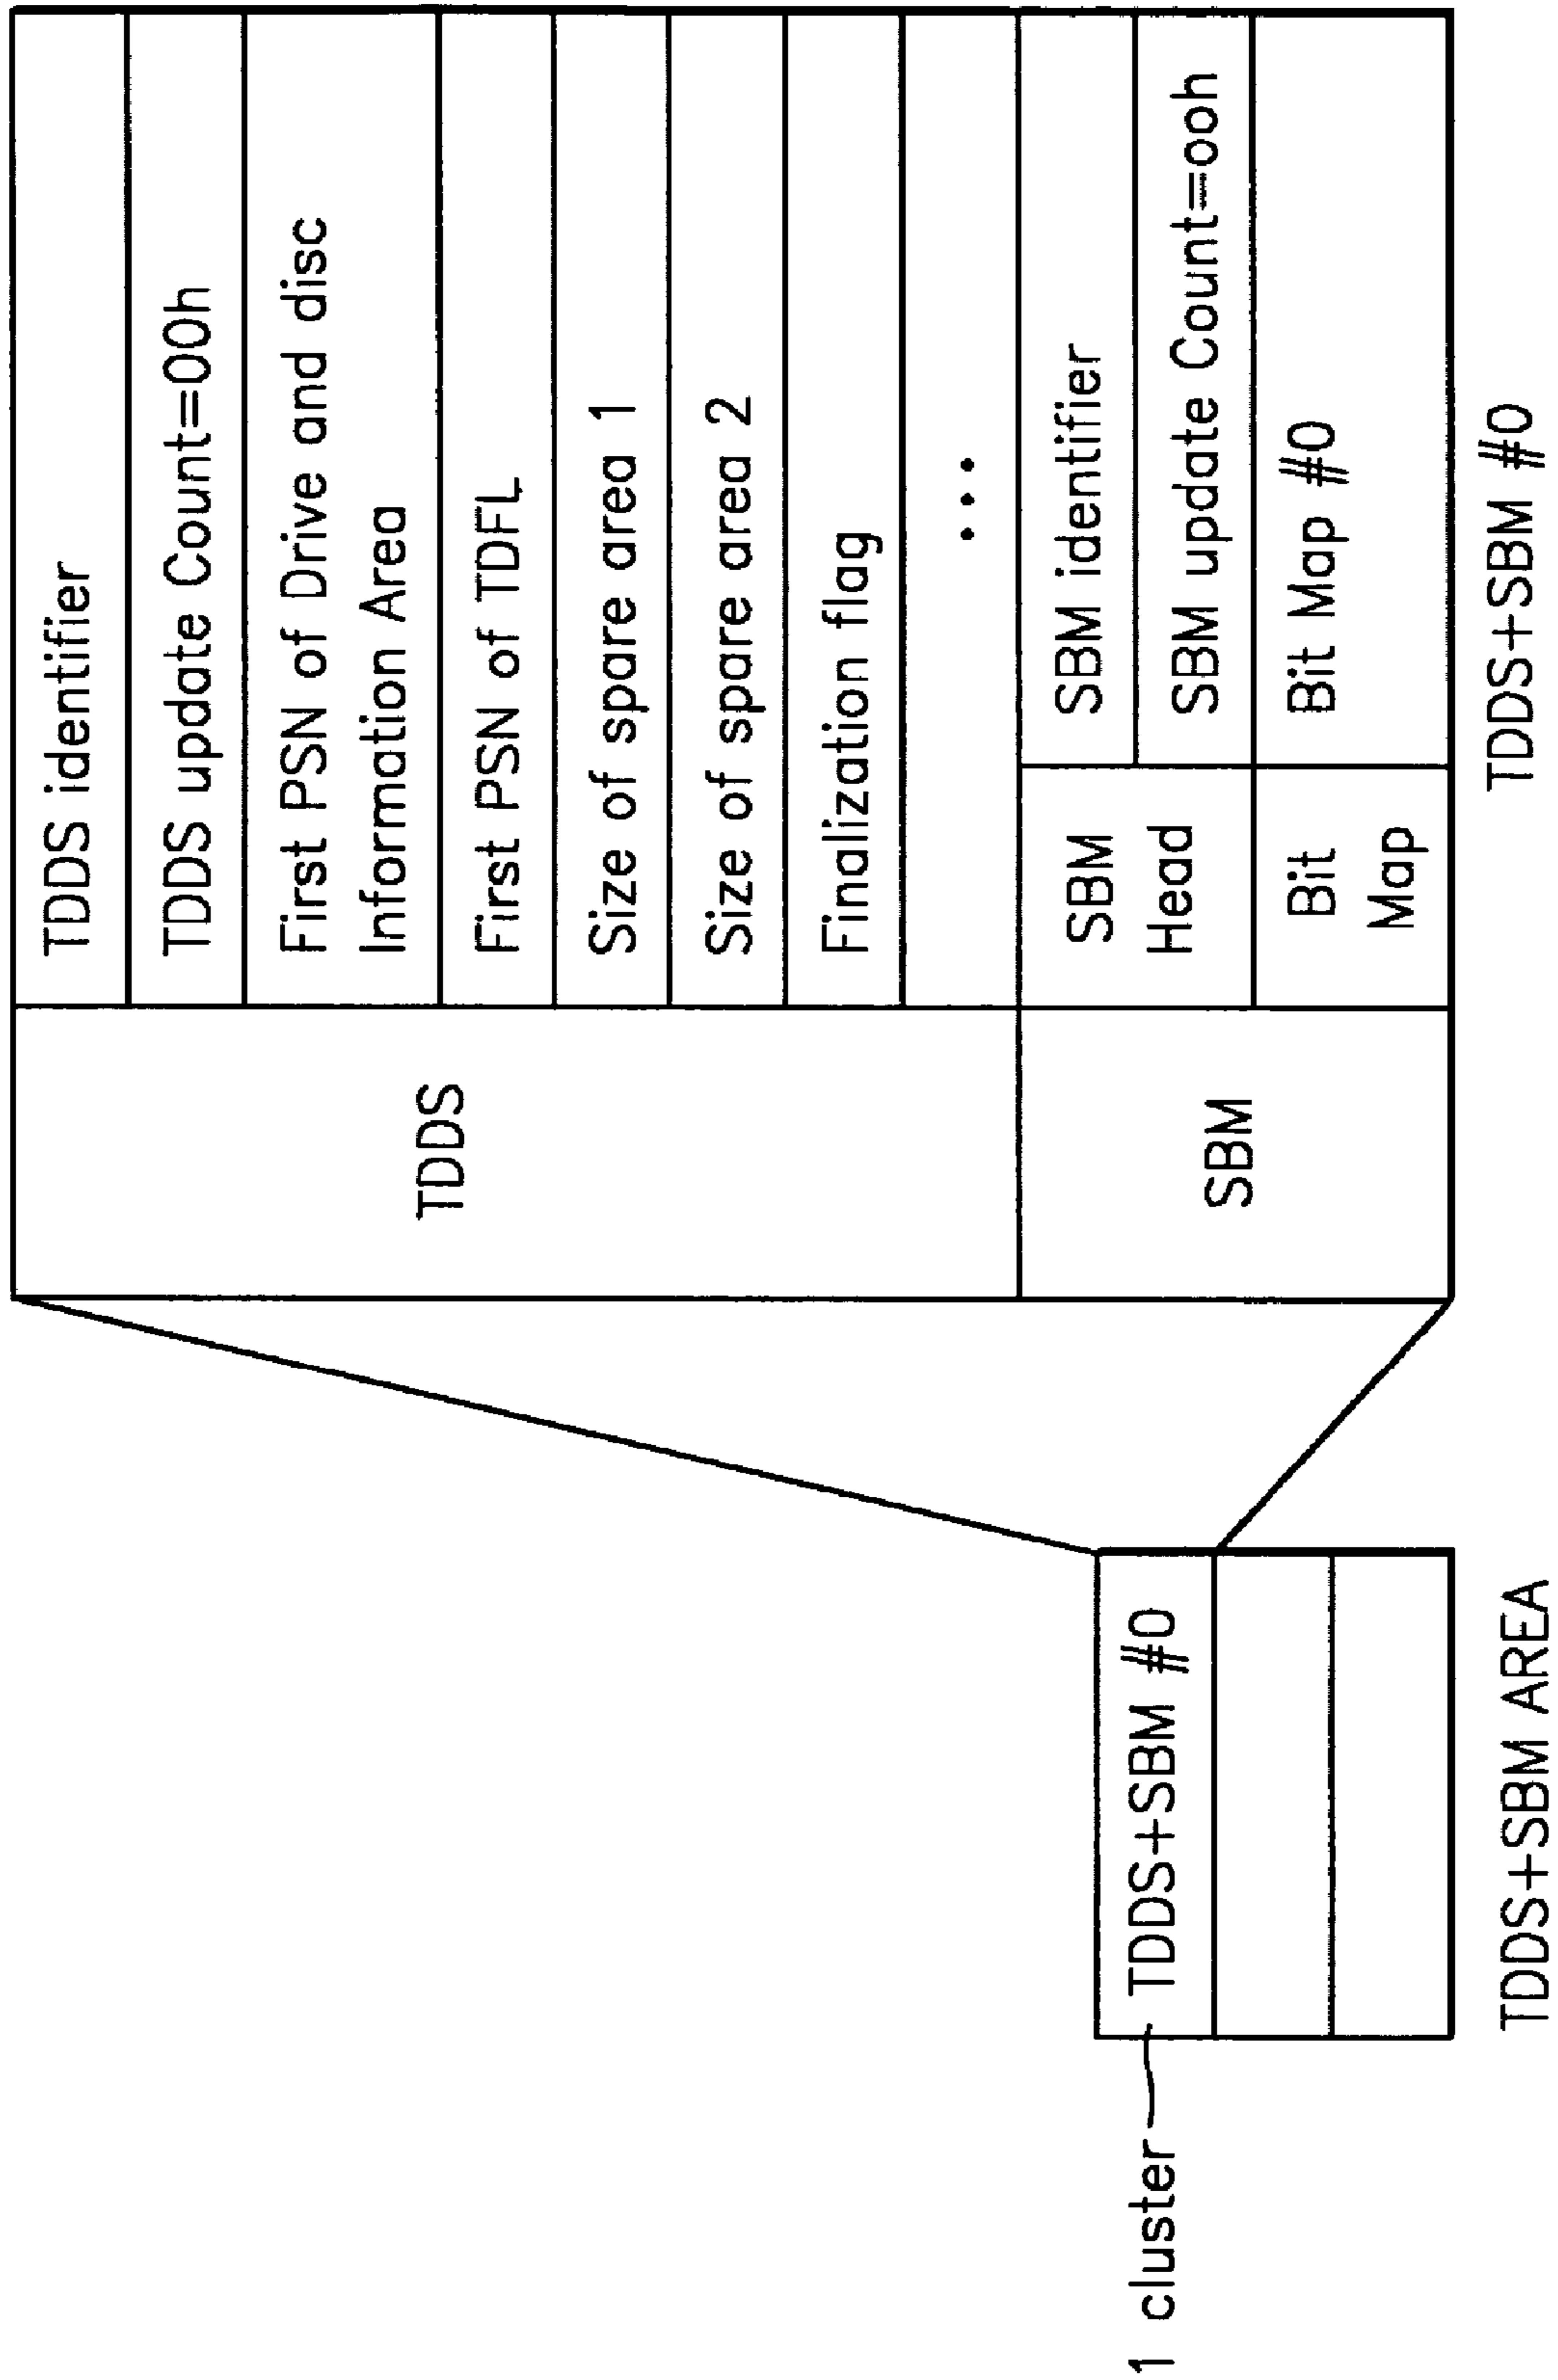 1 cluster
TDDS+SBM #0
TDDS+SBM AREA
TDDS
TDDS identifier
TDDS update Count=00h
First PSN of Drive and disc
Information Area
First PSN of TDFL
Size of spare area 1
Size of spare area 2
Finalization flag
...
SBM
SBM
Head
SBM identifier
SBM update Count=ooh
Bit
Map
Bit Map #0
TDDS+SBM #0